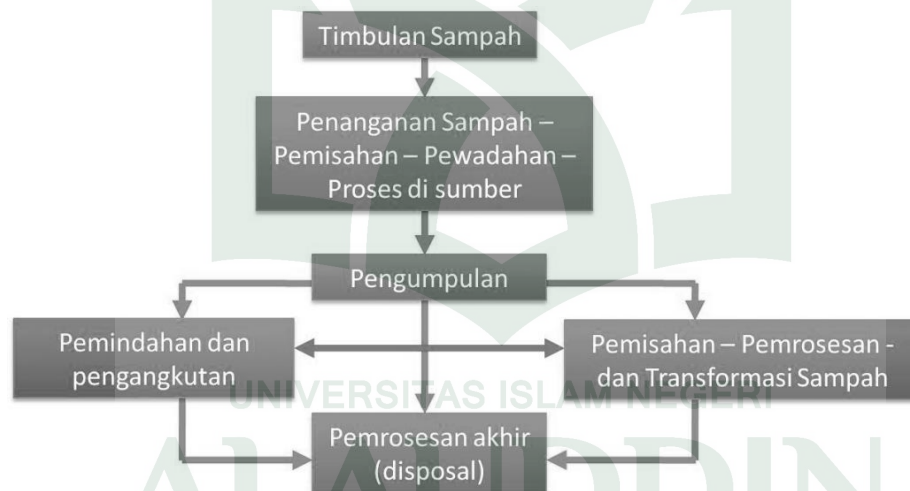 Timbulan Sampah
Penanganan Sampah –
Pemisahan – Pewadahan –
Proses di sumber
Pengumpulan
Pemindahan dan
pengangkutan
Pemisahan – Pemrosesan -
dan Transformasi Sampah
UNIVERSITAS ISLAM NEGERI
Pemrosesan akhir
(disposal)
ALAUDDIN